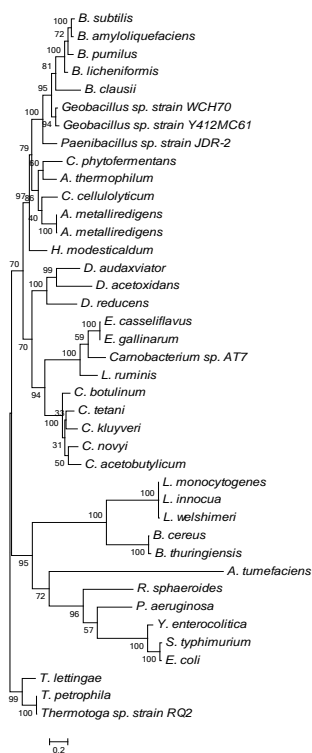 100
B. subtilis
72
B. amyloliquefaciens
100
B. pumilus
81
B. licheniformis
95
B. clausii
100
Geobacillus sp. strain WCH70
94
Geobacillus sp. strain Y412MC61
79
Paenibacillus sp. strain JDR-2
60
C. phytofermentans
A. thermophilum
97
86
C. cellulolyticum
40
A. metalliredigens
100
A. metalliredigens
H. modesticaldum
70
99
D. audaxviator
100
D. acetoxidans
D. reducens
70
100
E. casseliflavus
59
E. gallinarum
100
Carnobacterium sp. AT7
L. ruminis
94
C. botulinum
33
C. tetani
100
C. kluyveri
31
C. novyi
50
C. acetobutylicum
L. monocytogenes
100
L. innocua
100
L. welshimeri
B. cereus
100
B. thuringiensis
95
A. tumefaciens
72
R. sphaeroides
96
P. aeruginosa
57
Y. enterocolitica
100
S. typhimurium
100
E. coli
T. lettingae
99
T. petrophila
100
Thermotoga sp. strain RQ2
0.2